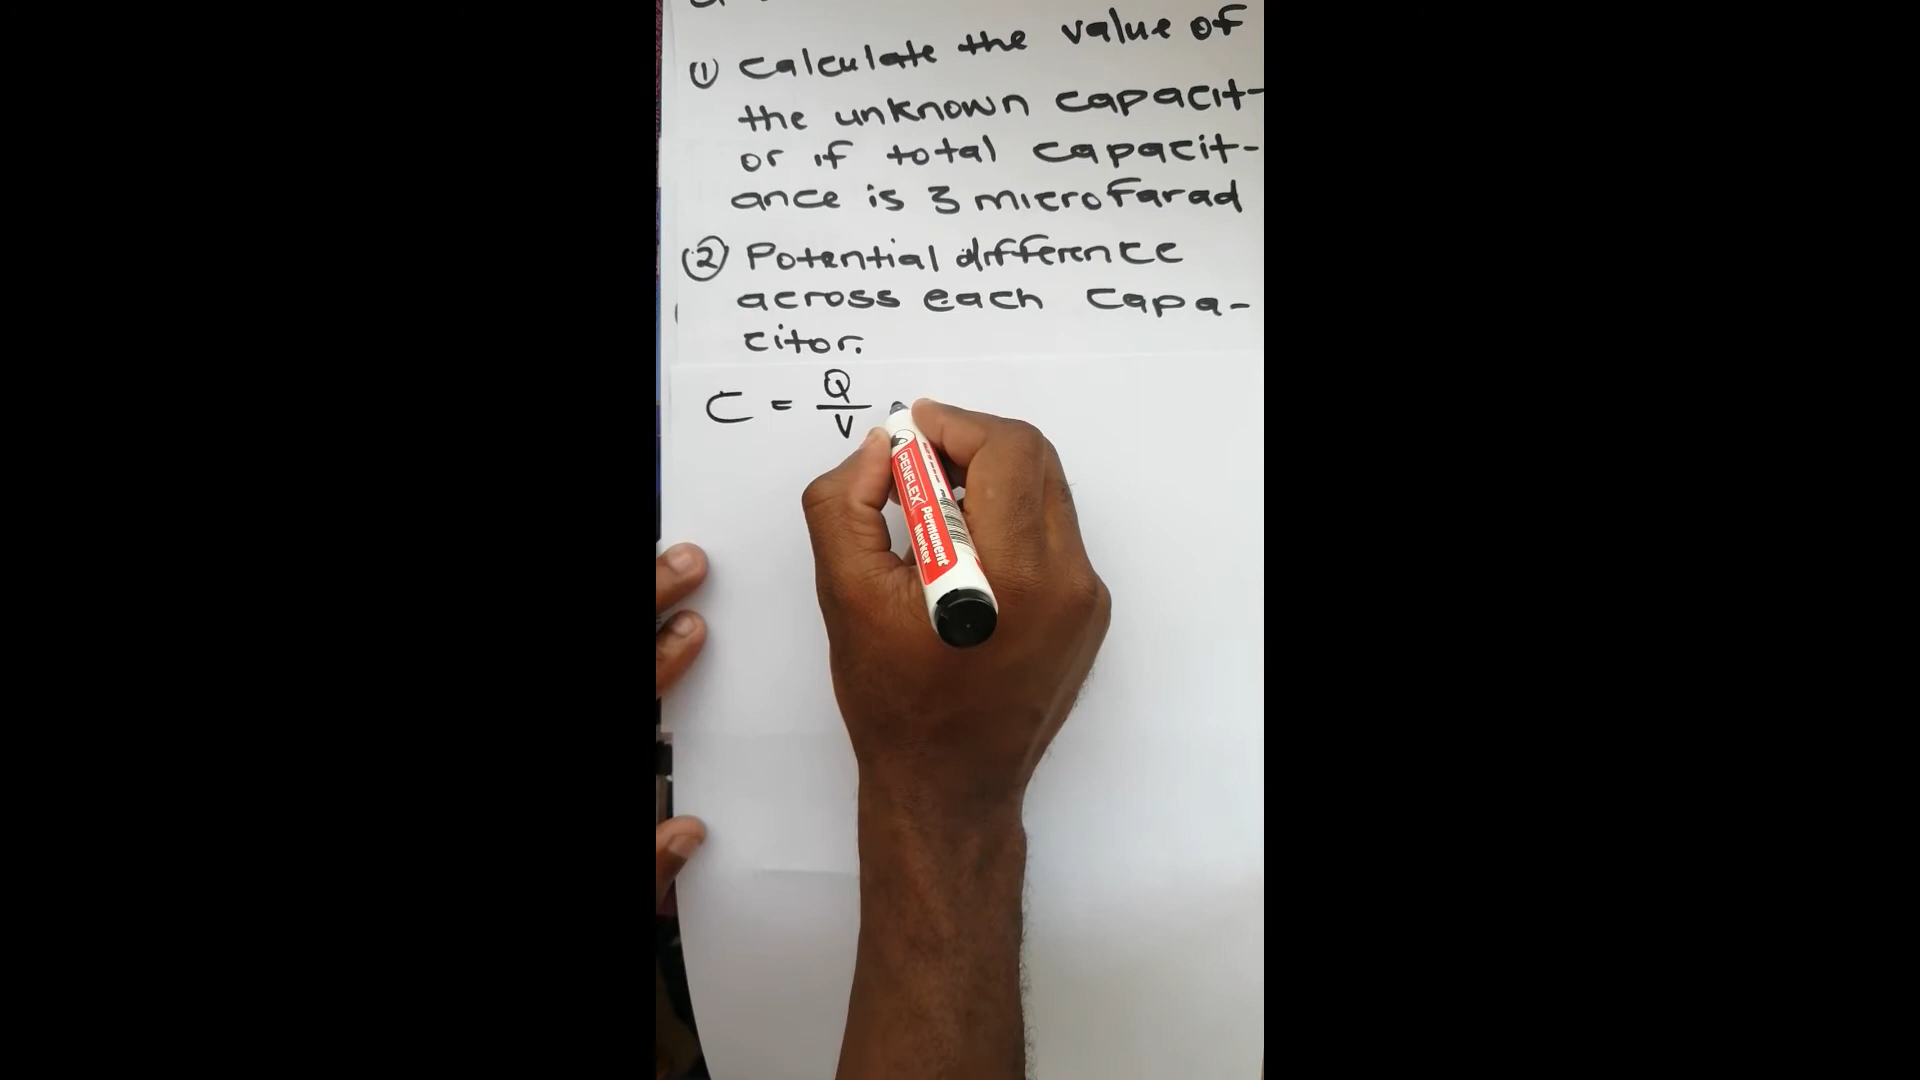 ① Calculate the value of
the unknown capacit-
or if total capacit-
ance is 3 microfarad
② Potential difference
across each capa-
citor.
C = Q/V
PENFLEX Permanent
Marker